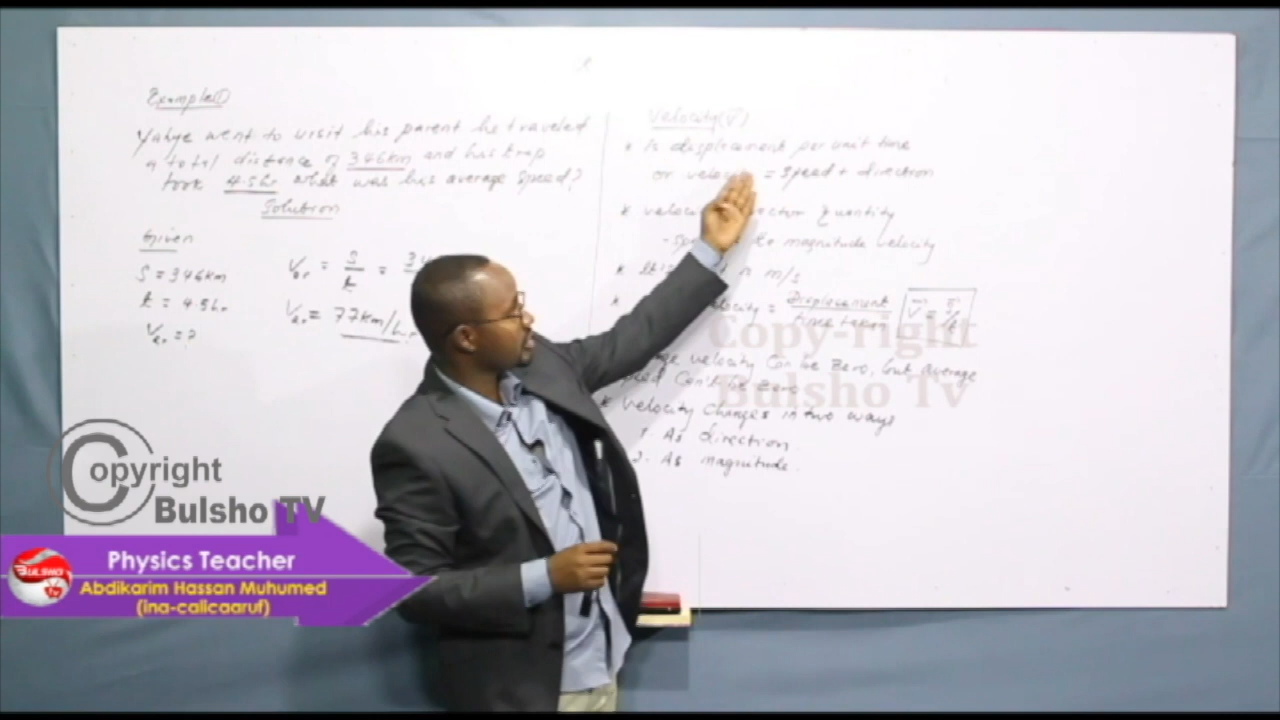 Example①
Yahye went to visit his parent he traveled
a total distance of 346km and his trap
took 4.5hr what was his average speed?
Solution
Given
S = 346km
t = 4.5hr
Vav = ?
Vav = S/t = 34
Vav = 77km/hr
Velocity(V⃗)
* Is displacement per unit time
or = Speed + direction
* Quantity
magnitude velocity
* m/s
* = Displacement / time taken V⃗ = S⃗/t
velocity Can be Zero, but average
Speed Can't be Zero
* Velocity Changes in two ways
1. As direction
2. As magnitude.
Copy-right
Bulsho Tv
Copyright
Bulsho TV
BULSHO
Tv
Physics Teacher
Abdikarim Hassan Muhumed
(ina-calicaaruf)